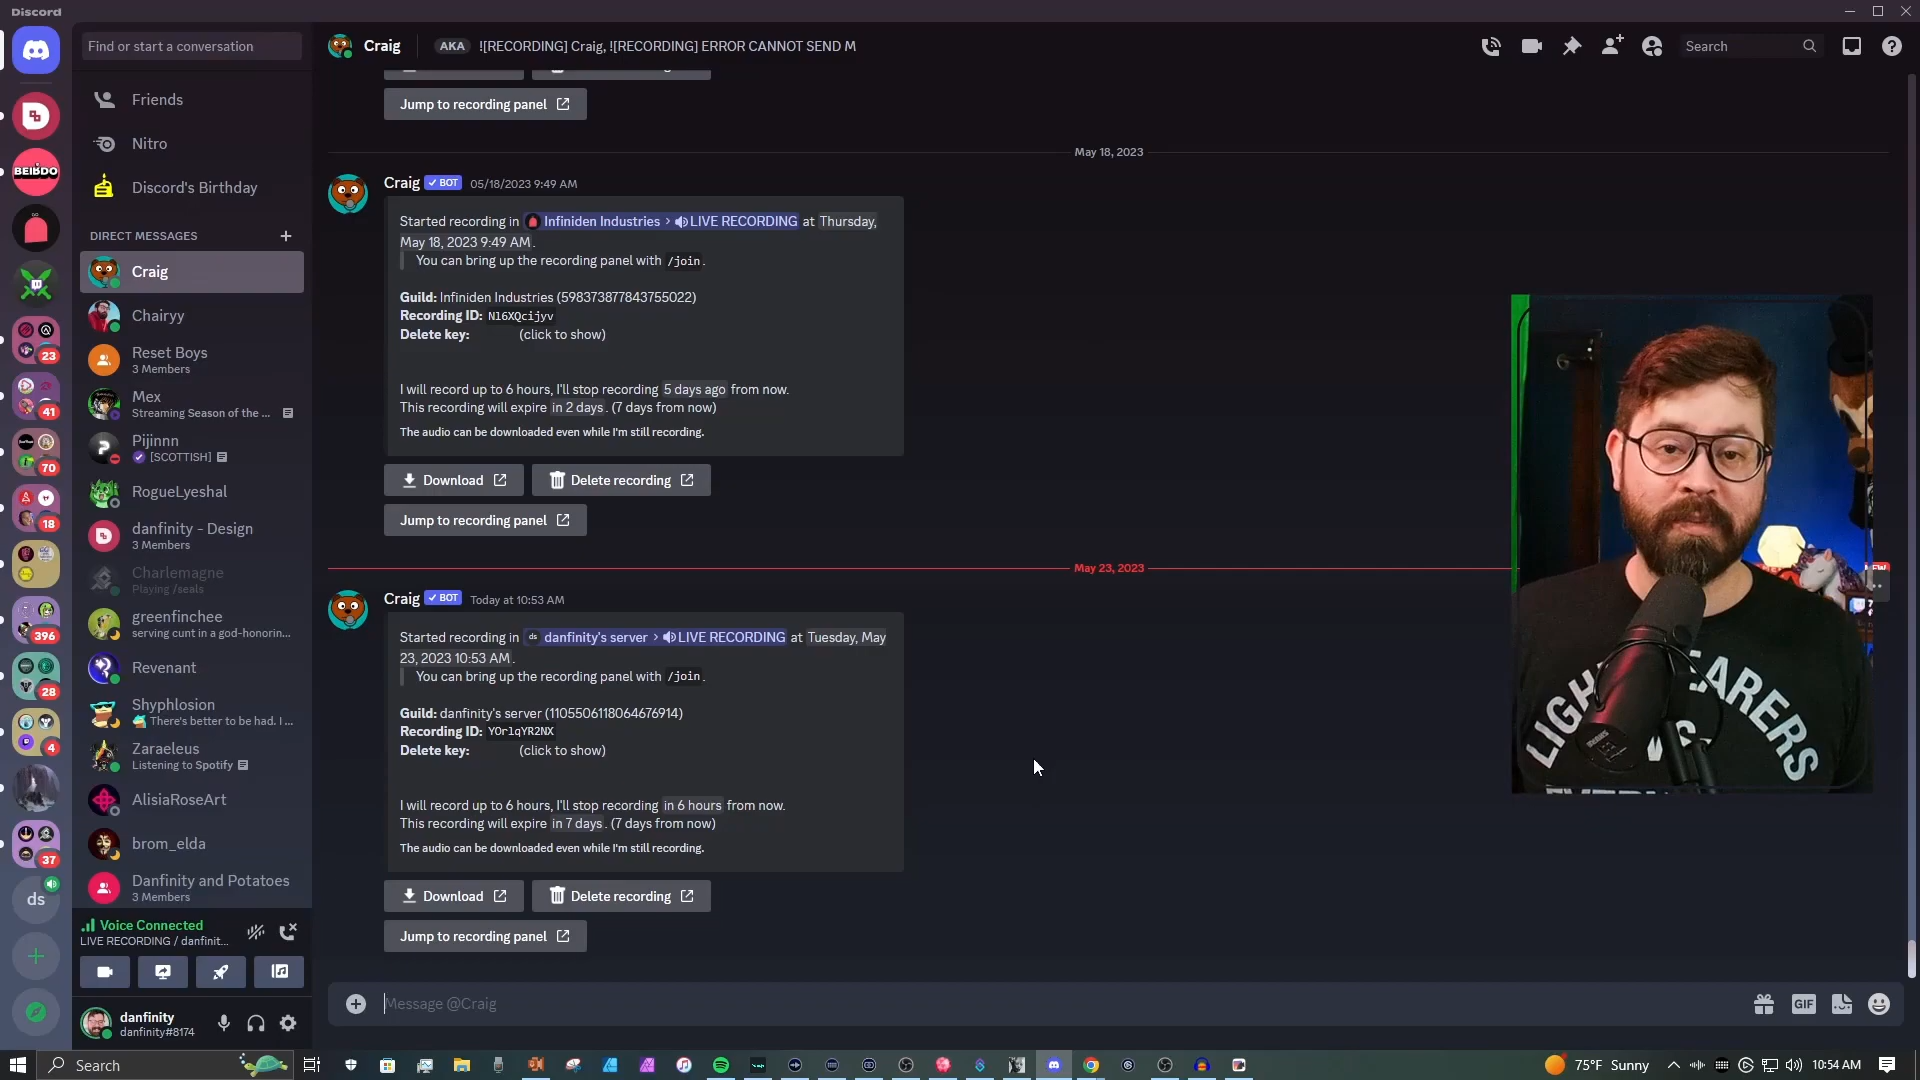 Discord
Find or start a conversation
Craig
AKA
![RECORDING] Craig, ![RECORDING] ERROR CANNOT SEND M
Search
Friends
Nitro
Discord's Birthday
DIRECT MESSAGES
Craig
Chairyy
Reset Boys
3 Members
Mex
Streaming Season of the ...
Pijinnn
[SCOTTISH]
RogueLyeshal
danfinity - Design
3 Members
Charlemagne
Playing /seals
greenfinchee
serving cunt in a god-honorin...
Revenant
Shyphlosion
There's better to be had. I ...
Zaraeleus
Listening to Spotify
AlisiaRoseArt
brom_elda
Danfinity and Potatoes
3 Members
BEIBDO
23
41
70
18
396
28
4
37
ds
Voice Connected
LIVE RECORDING / danfinit...
danfinity
danfinity#8174
Jump to recording panel
May 18, 2023
Craig BOT 05/18/2023 9:49 AM
Started recording in Infiniden Industries > LIVE RECORDING at Thursday,
May 18, 2023 9:49 AM.
You can bring up the recording panel with /join.
Guild: Infiniden Industries (598373877843755022)
Recording ID: Nl6XQcijyv
Delete key: (click to show)
I will record up to 6 hours, I'll stop recording 5 days ago from now.
This recording will expire in 2 days. (7 days from now)
The audio can be downloaded even while I'm still recording.
Download
Delete recording
Jump to recording panel
May 23, 2023
Craig BOT Today at 10:53 AM
Started recording in ds danfinity's server > LIVE RECORDING at Tuesday, May
23, 2023 10:53 AM.
You can bring up the recording panel with /join.
Guild: danfinity's server (1105506118064676914)
Recording ID: YOrlqYR2NX
Delete key: (click to show)
I will record up to 6 hours, I'll stop recording in 6 hours from now.
This recording will expire in 7 days. (7 days from now)
The audio can be downloaded even while I'm still recording.
Download
Delete recording
Jump to recording panel
Message @Craig
GIF
Search
75°F Sunny
10:54 AM